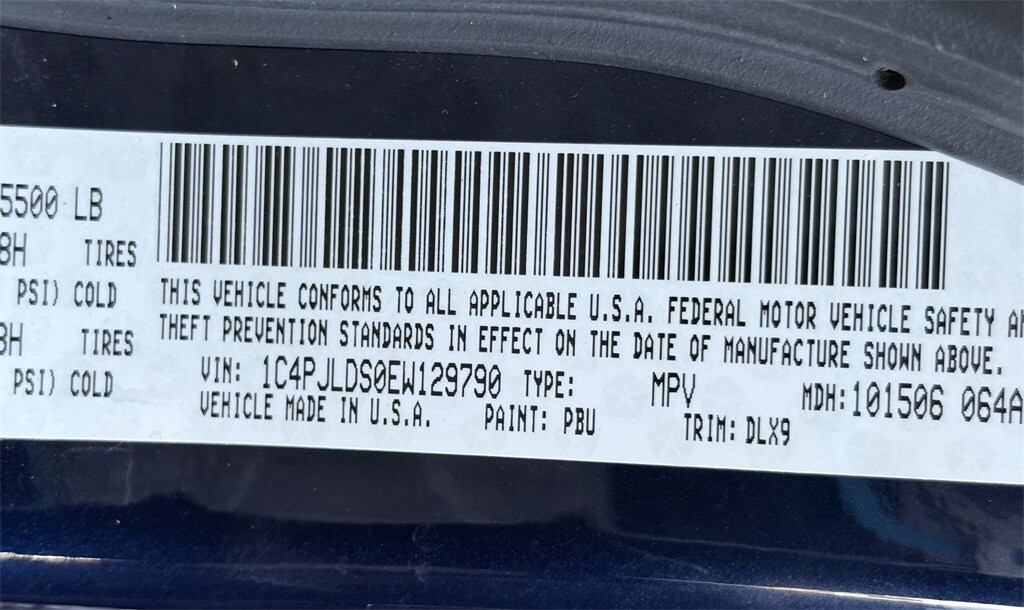 5500 LB
8H TIRES
PSI) COLD
8H TIRES
PSI) COLD
THIS VEHICLE CONFORMS TO ALL APPLICABLE U.S.A. FEDERAL MOTOR VEHICLE SAFETY
THEFT PREVENTION STANDARDS IN EFFECT ON THE DATE OF MANUFACTURE SHOWN ABOVE.
VIN: 1C4PJLDS0EW129790 TYPE: MPV MDH: 101506 064A
VEHICLE MADE IN U.S.A. PAINT: PBU TRIM: DLX9